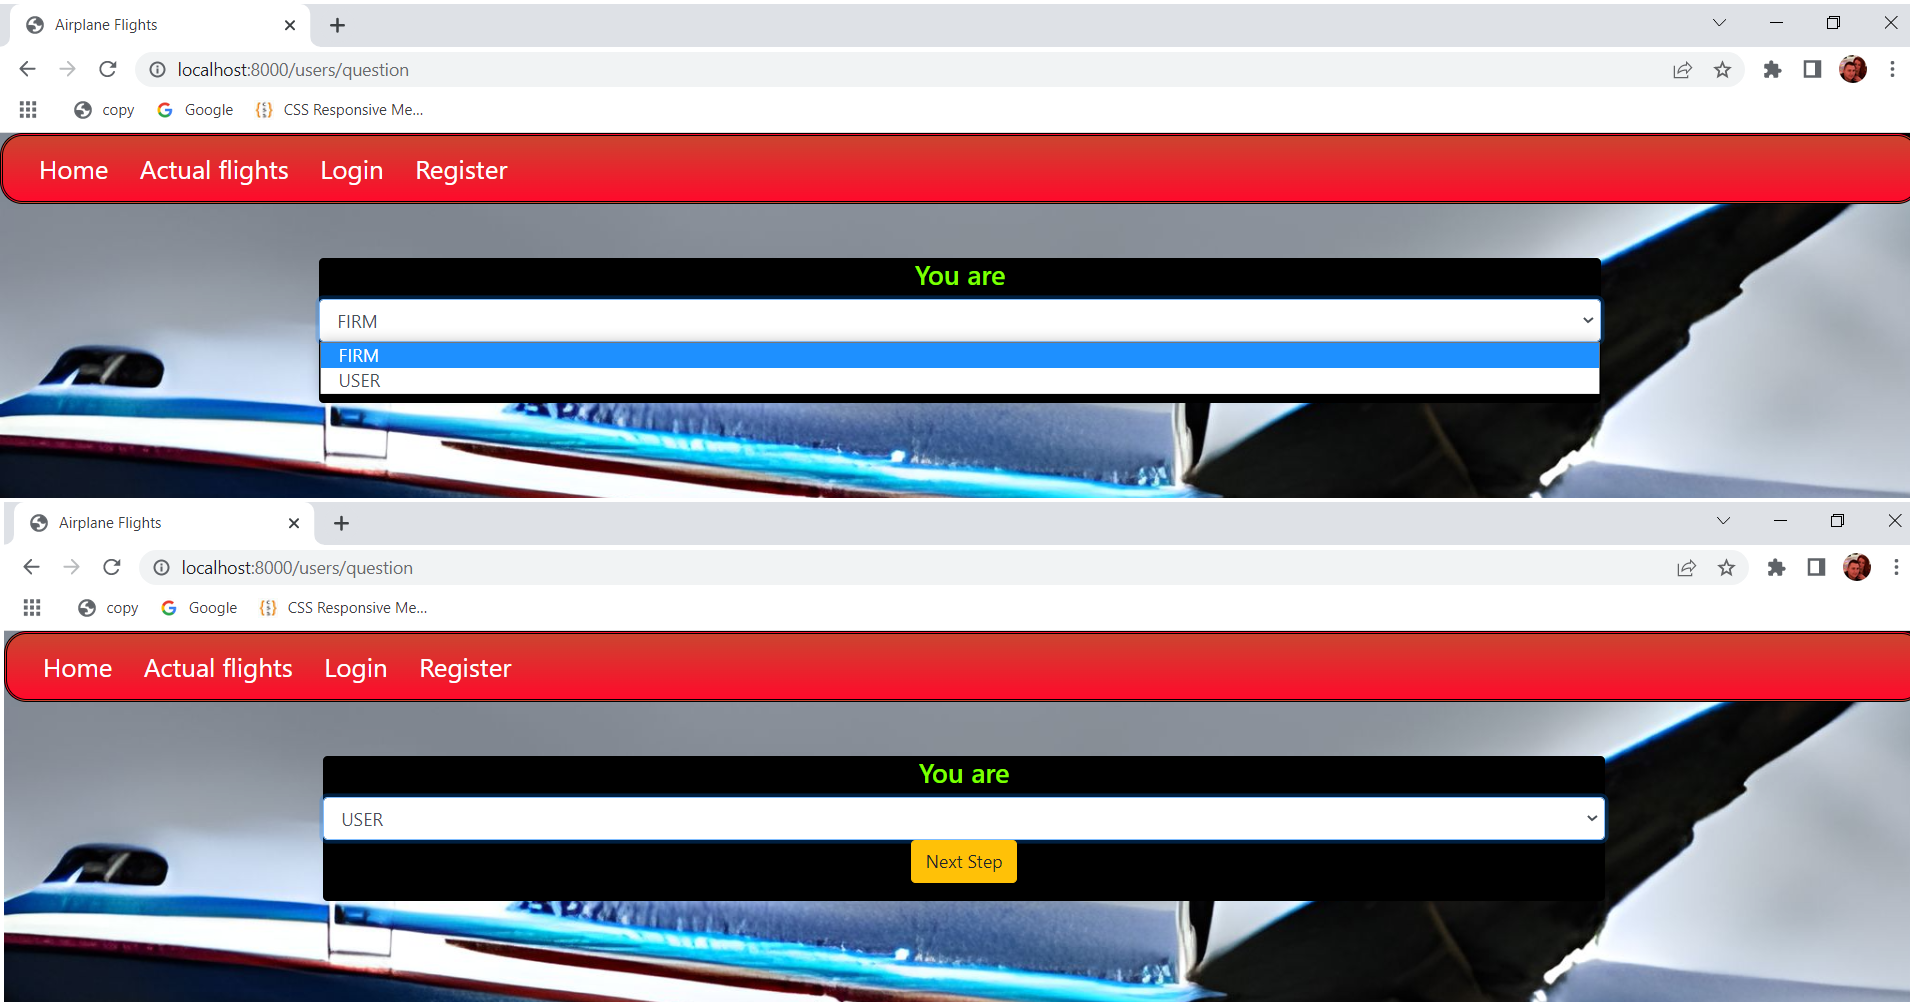 Airplane Flights
localhost:8000/users/question
copy Google CSS Responsive Me...
Home Actual flights Login Register
You are
FIRM
FIRM
USER
Airplane Flights
localhost:8000/users/question
copy Google CSS Responsive Me...
Home Actual flights Login Register
You are
USER
Next Step